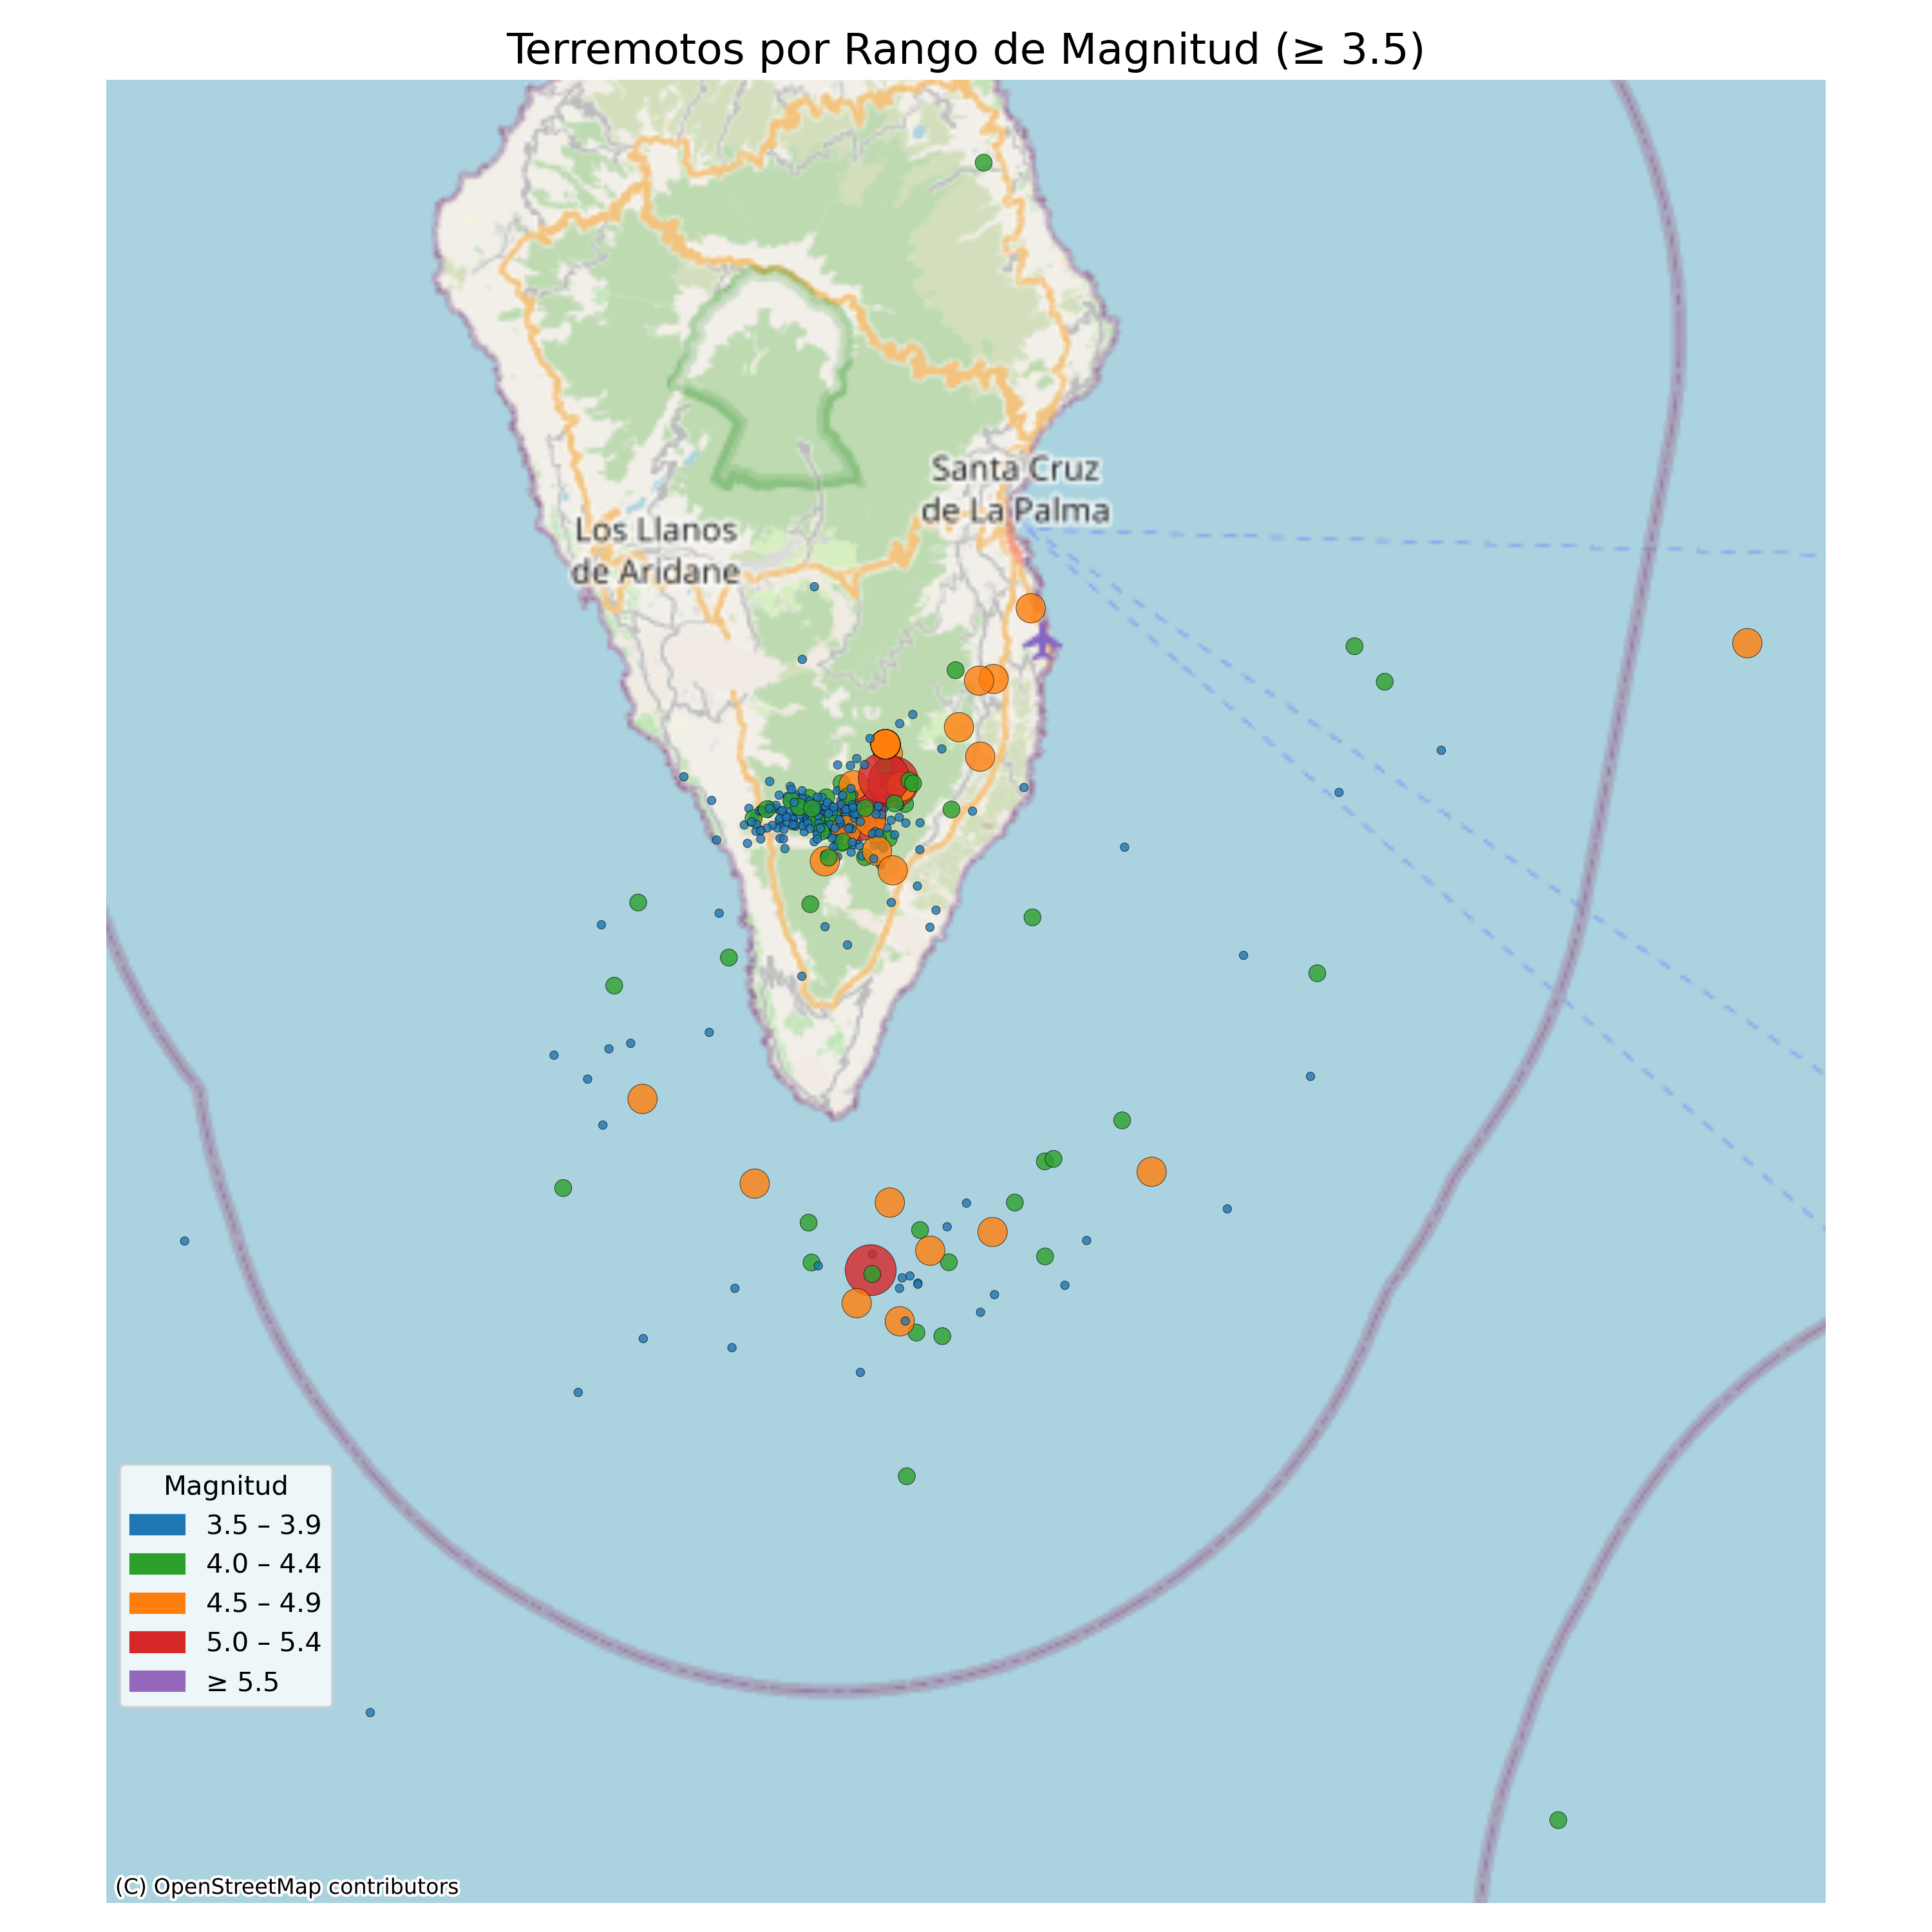 Terremotos por Rango de Magnitud (≥ 3.5)
Santa Cruz
de La Palma
Los Llanos
de Aridane
Magnitud
3.5 – 3.9
4.0 – 4.4
4.5 – 4.9
5.0 – 5.4
≥ 5.5
(C) OpenStreetMap contributors